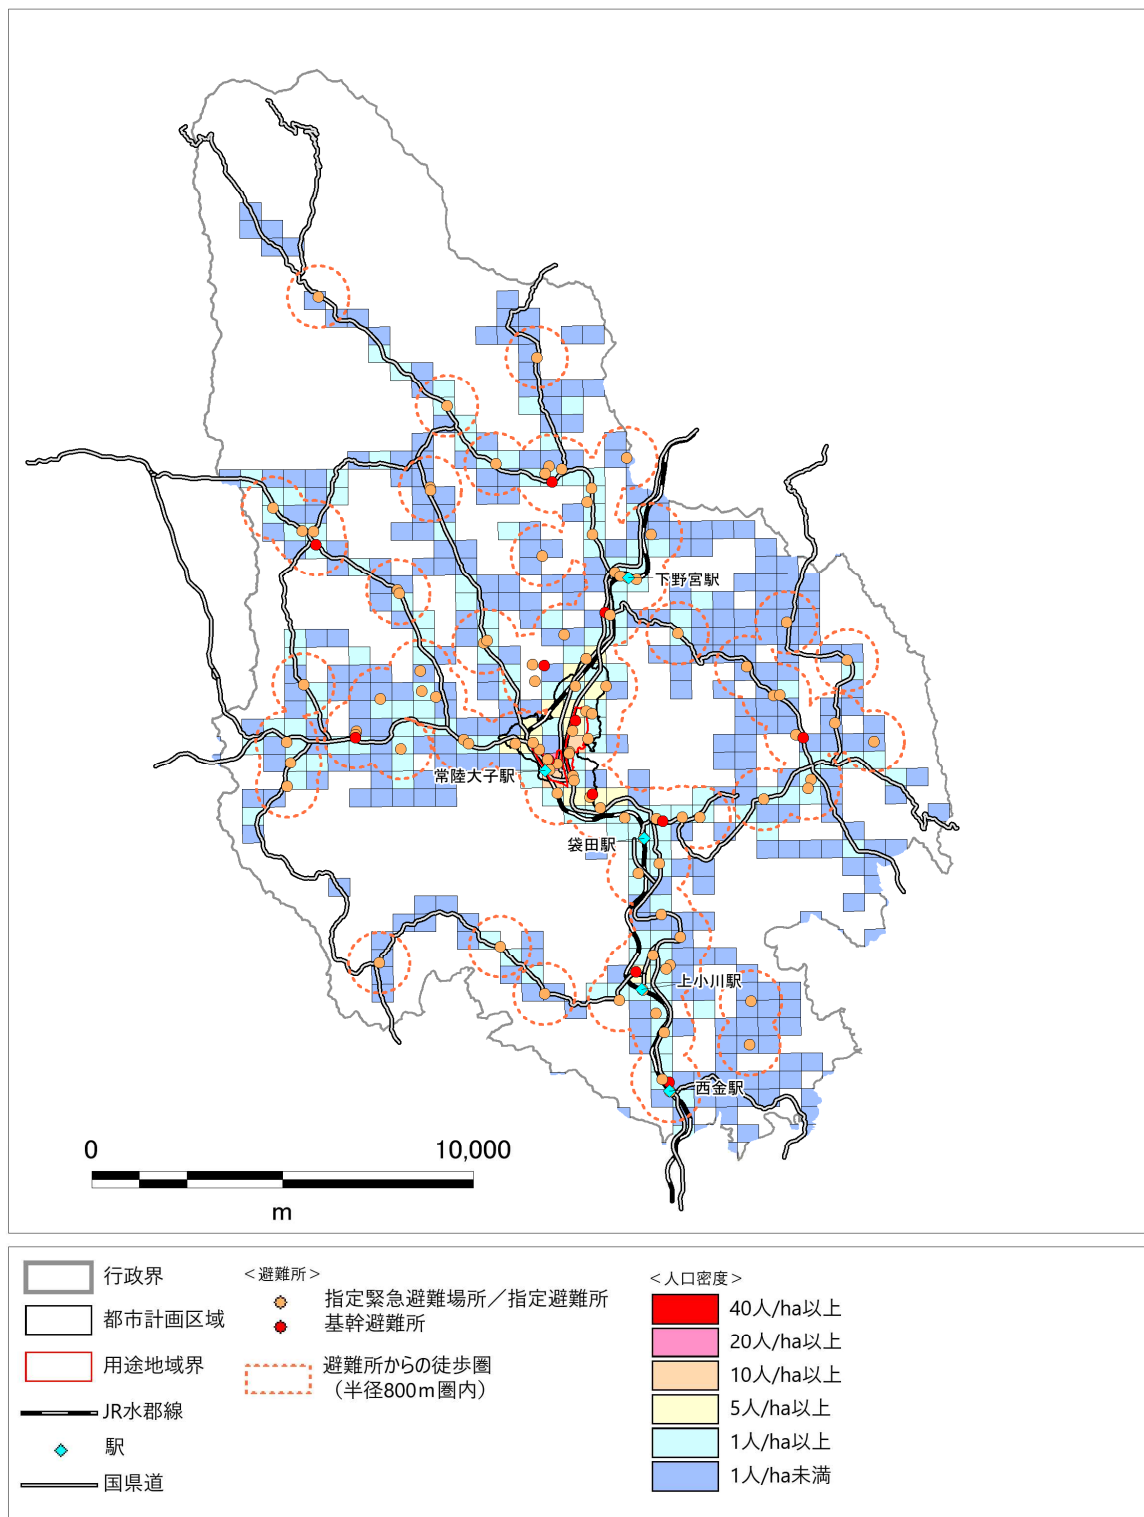 下野宮駅
常陸大子駅
袋田駅
上小川駅
西金駅
0 10,000
m
行政界
都市計画区域
用途地域界
JR水郡線
駅
国県道
＜避難所＞
指定緊急避難場所／指定避難所
基幹避難所
避難所からの徒歩圏
（半径800ｍ圏内）
＜人口密度＞
40人/ha以上
20人/ha以上
10人/ha以上
5人/ha以上
1人/ha以上
1人/ha未満